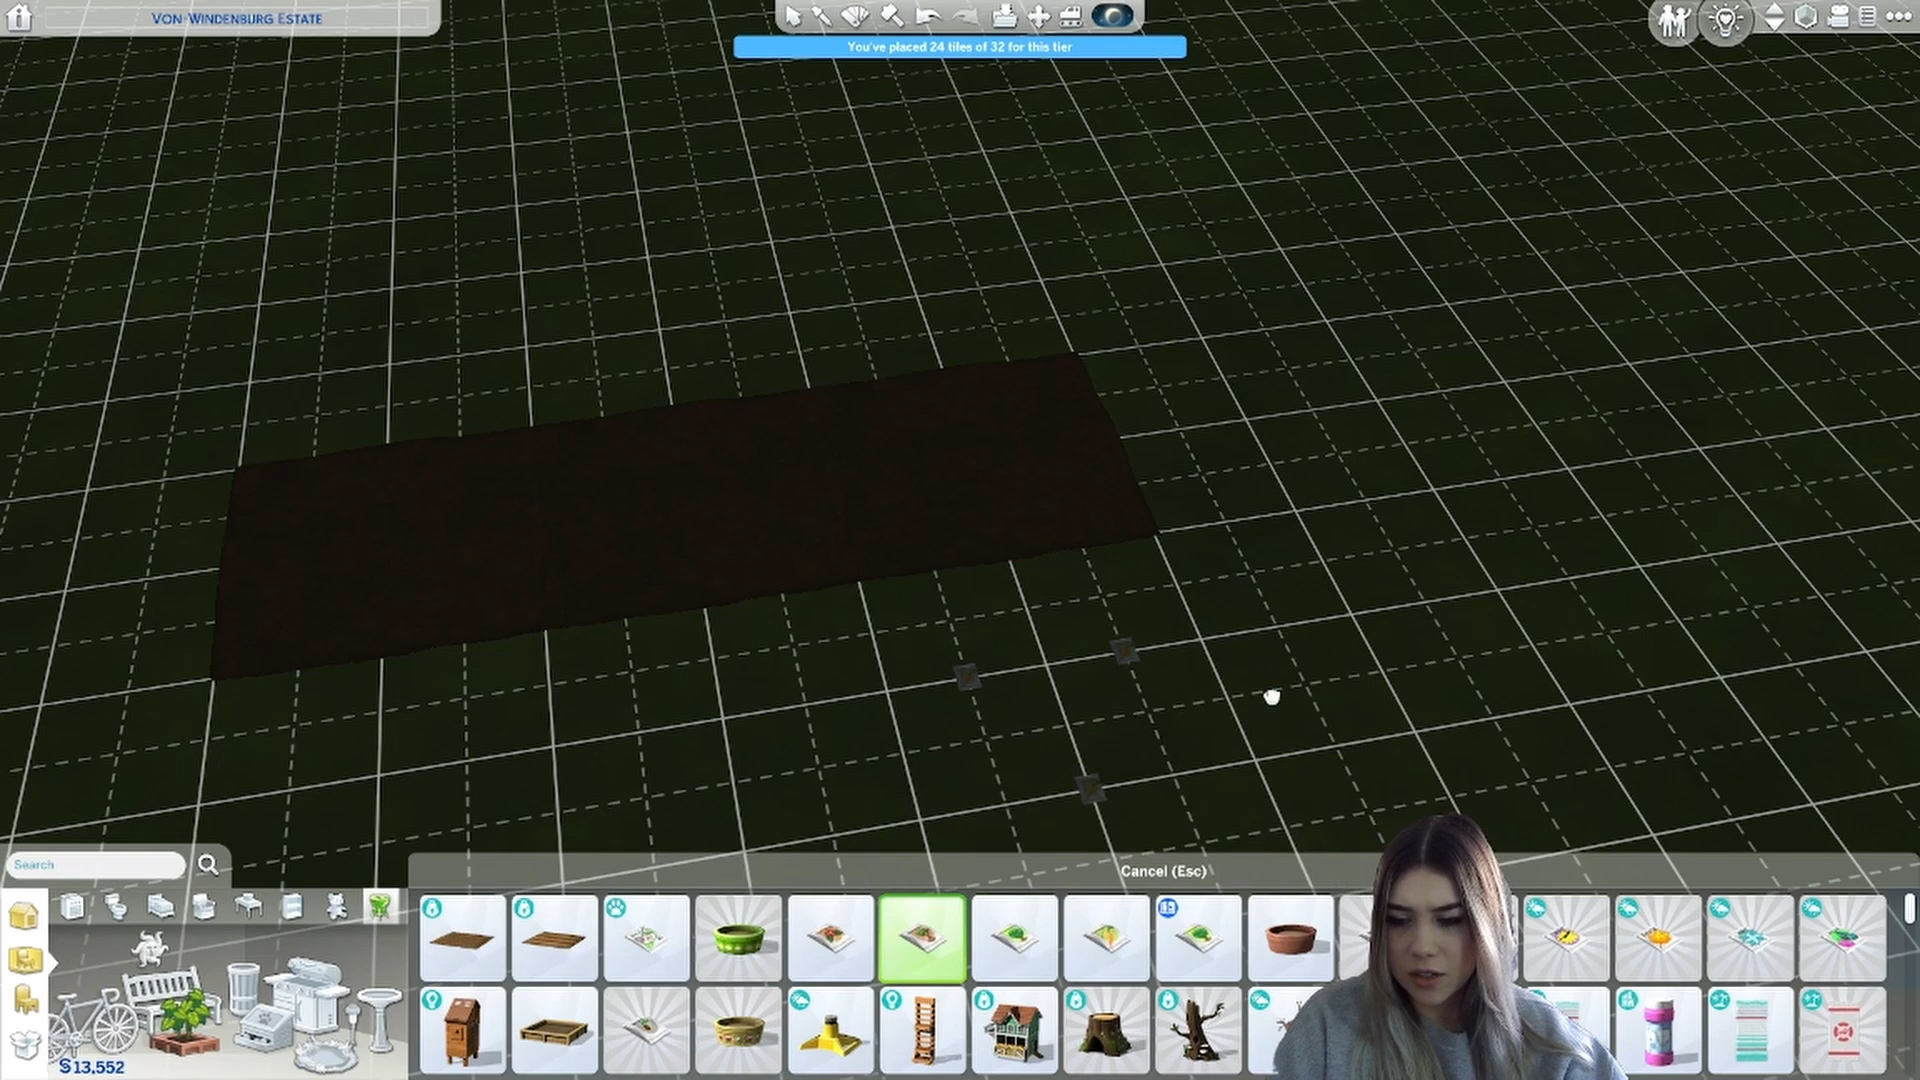 Von Windenburg Estate
You've placed 24 tiles of 32 for this tier
Search
Cancel (Esc)
§13,552